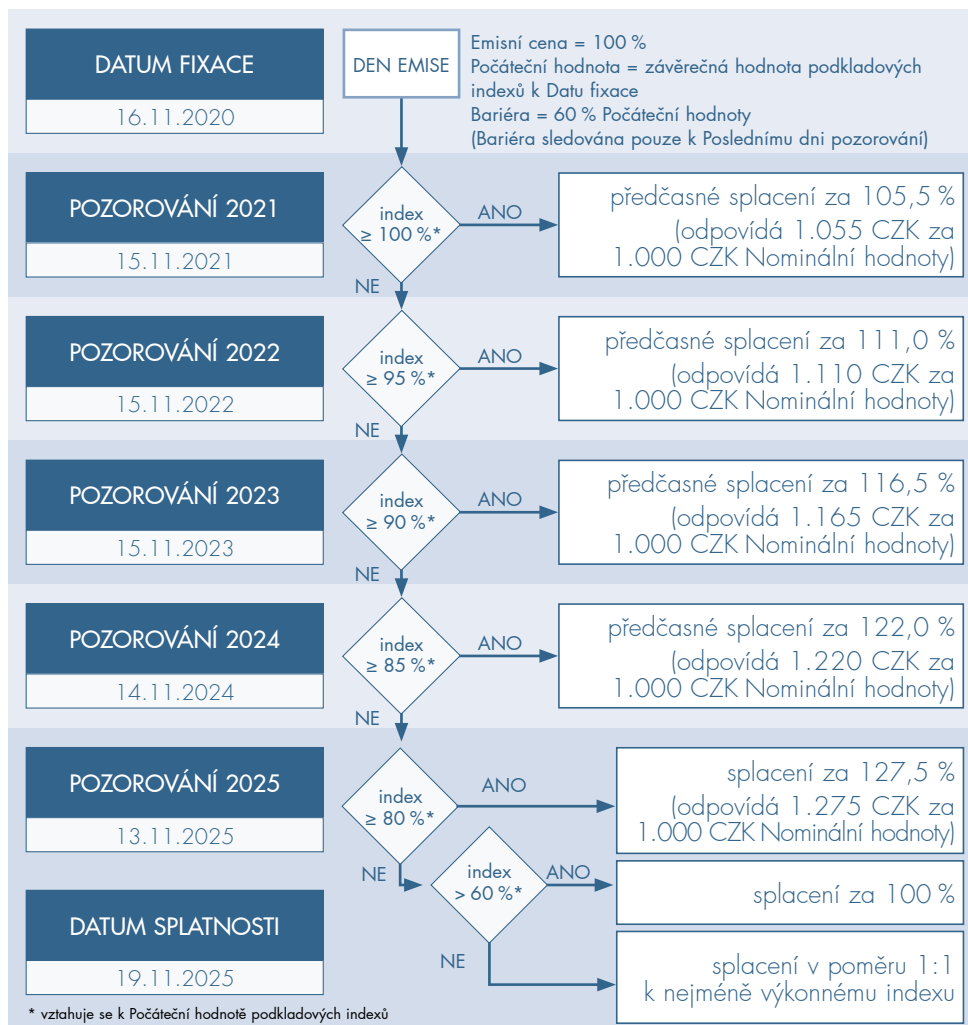 DATUM FIXACE
16.11.2020
DEN EMISE
Emisní cena = 100 %
Počáteční hodnota = závěrečná hodnota podkladových
indexů k Datu fixace
Bariéra = 60 % Počáteční hodnoty
(Bariéra sledována pouze k Poslednímu dni pozorování)
POZOROVÁNÍ 2021
15.11.2021
index
≥ 100 %*
ANO
předčasné splacení za 105,5 %
(odpovídá 1.055 CZK za
1.000 CZK Nominální hodnoty)
NE
POZOROVÁNÍ 2022
15.11.2022
index
≥ 95 %*
ANO
předčasné splacení za 111,0 %
(odpovídá 1.110 CZK za
1.000 CZK Nominální hodnoty)
NE
POZOROVÁNÍ 2023
15.11.2023
index
≥ 90 %*
ANO
předčasné splacení za 116,5 %
(odpovídá 1.165 CZK za
1.000 CZK Nominální hodnoty)
NE
POZOROVÁNÍ 2024
14.11.2024
index
≥ 85 %*
ANO
předčasné splacení za 122,0 %
(odpovídá 1.220 CZK za
1.000 CZK Nominální hodnoty)
NE
POZOROVÁNÍ 2025
13.11.2025
index
≥ 80 %*
ANO
splacení za 127,5 %
(odpovídá 1.275 CZK za
1.000 CZK Nominální hodnoty)
NE
index
> 60 %*
ANO
splacení za 100 %
NE
splacení v poměru 1:1
k nejméně výkonnému indexu
DATUM SPLATNOSTI
19.11.2025
* vztahuje se k Počáteční hodnotě podkladových indexů